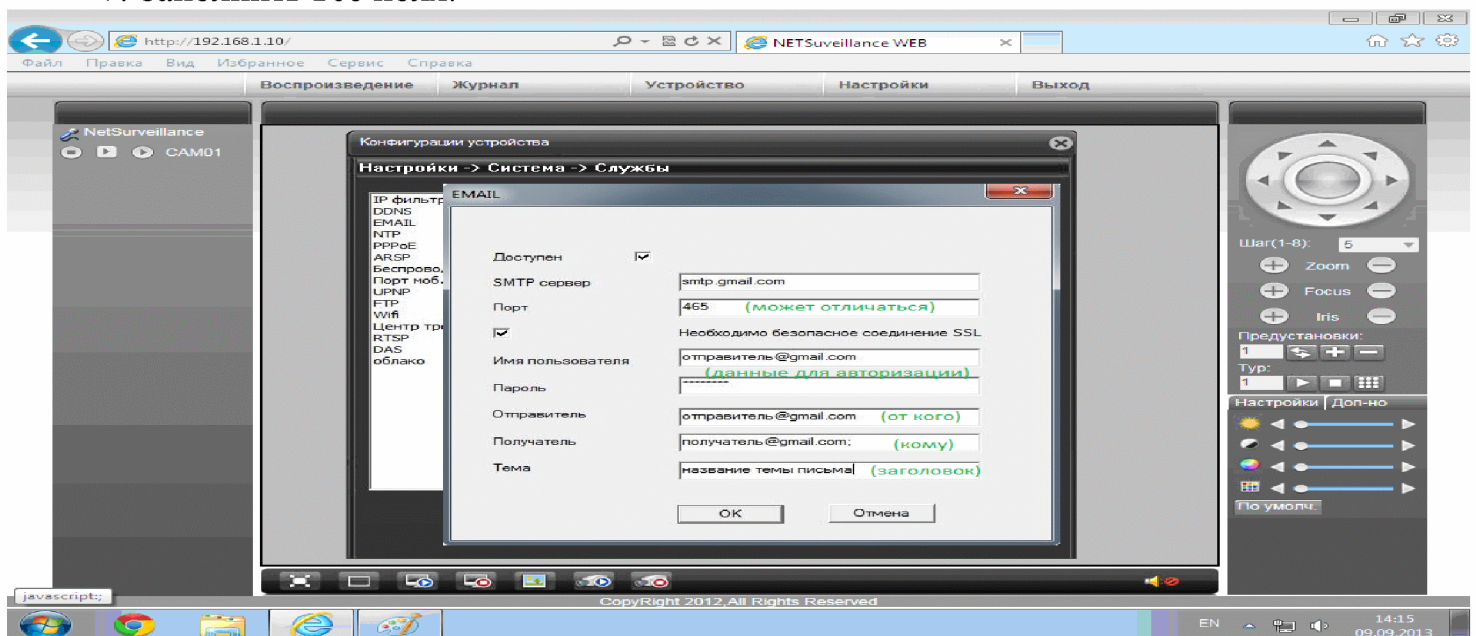 http://192.168.1.10/
NETSuveillance WEB
Файл Правка Вид Избранное Сервис Справка
Воспроизведение Журнал Устройство Настройки Выход
NetSurveillance
CAM01
Конфигурации устройства
Настройки -> Система -> Службы
IP фильтр
DDNS
EMAIL
NTP
PPPoE
ARSP
Беспрово
Порт моб.
UPNP
FTP
Wifi
Центр тре
RTSP
DAS
облако
EMAIL
Доступен
SMTP сервер smtp.gmail.com
Порт 465 (может отличаться)
Необходимо безопасное соединение SSL
Имя пользователя отправитель@gmail.com
(данные для авторизации)
Пароль ********
Отправитель отправитель@gmail.com (от кого)
Получатель получатель@gmail.com; (кому)
Тема название темы письма (заголовок)
OK Отмена
Шаг(1-8): 5
Zoom
Focus
Iris
Предустановки:
1
Тур:
1
Настройки Доп-но
По умолч.
javascript:;
CopyRight 2012,All Rights Reserved
EN 14:15
09.09.2013